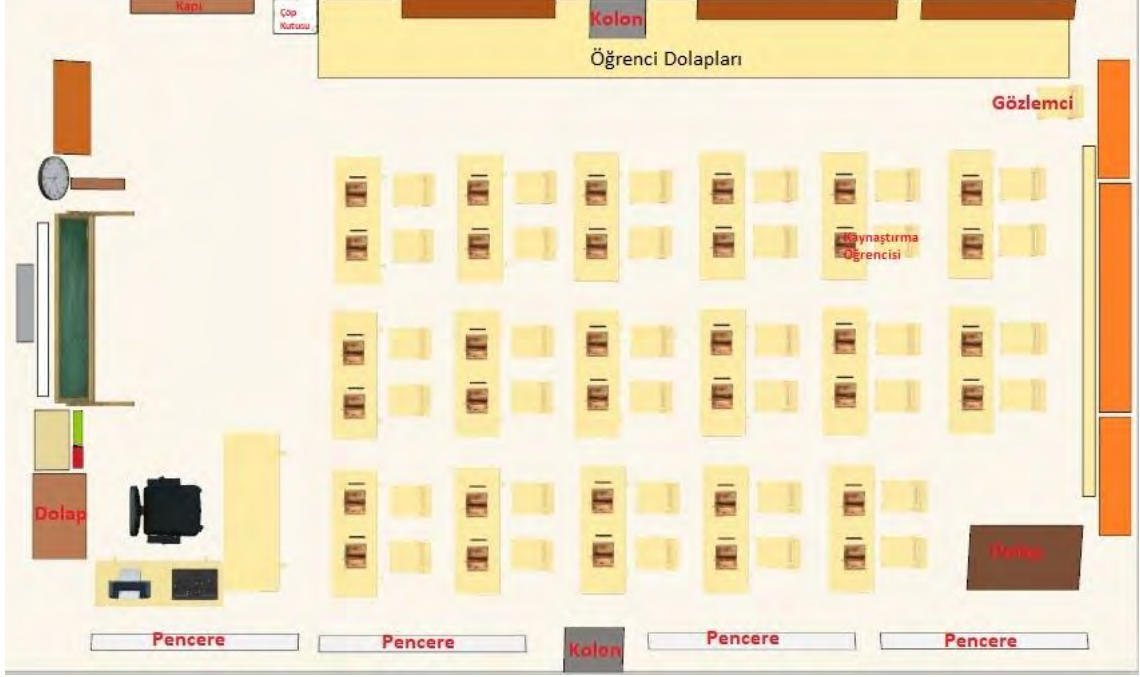 Kapı
Çöp
Kutusu
Kolon
Öğrenci Dolapları
Gözlemci
Kaynaştırma
Öğrencisi
Dolap
Dolap
Pencere
Pencere
Kolon
Pencere
Pencere